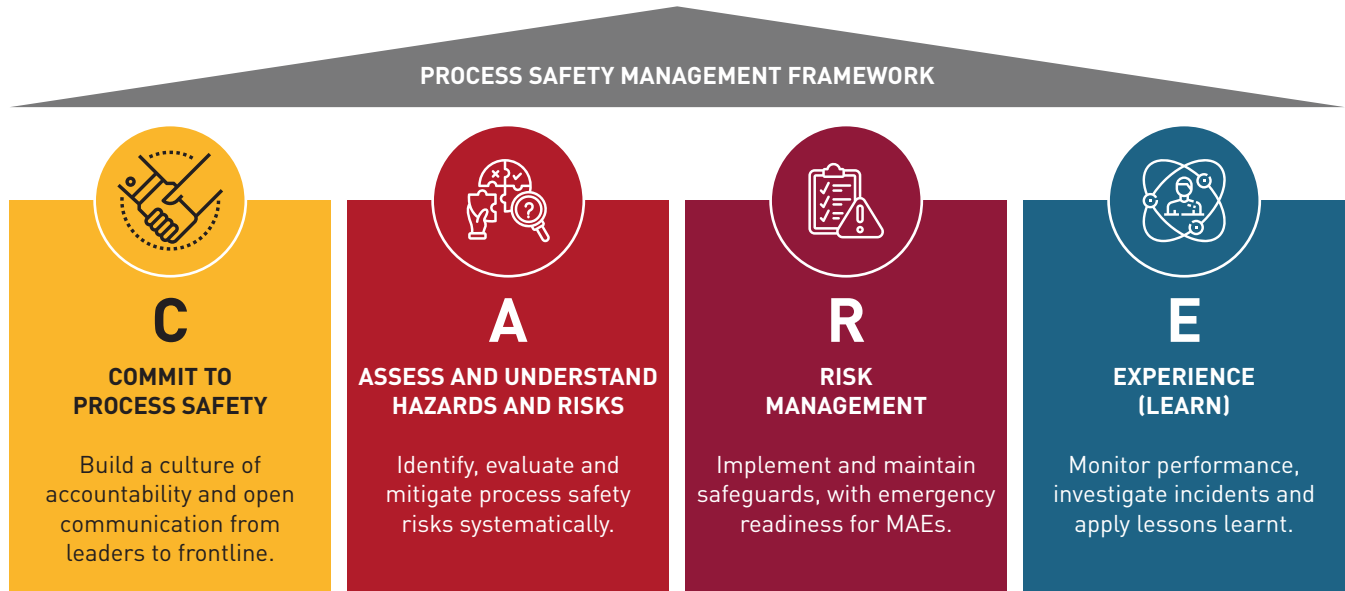 PROCESS SAFETY MANAGEMENT FRAMEWORK
C
COMMIT TO
PROCESS SAFETY
Build a culture of
accountability and open
communication from
leaders to frontline.
A
ASSESS AND UNDERSTAND
HAZARDS AND RISKS
Identify, evaluate and
mitigate process safety
risks systematically.
R
RISK
MANAGEMENT
Implement and maintain
safeguards, with emergency
readiness for MAEs.
E
EXPERIENCE
(LEARN)
Monitor performance,
investigate incidents and
apply lessons learnt.